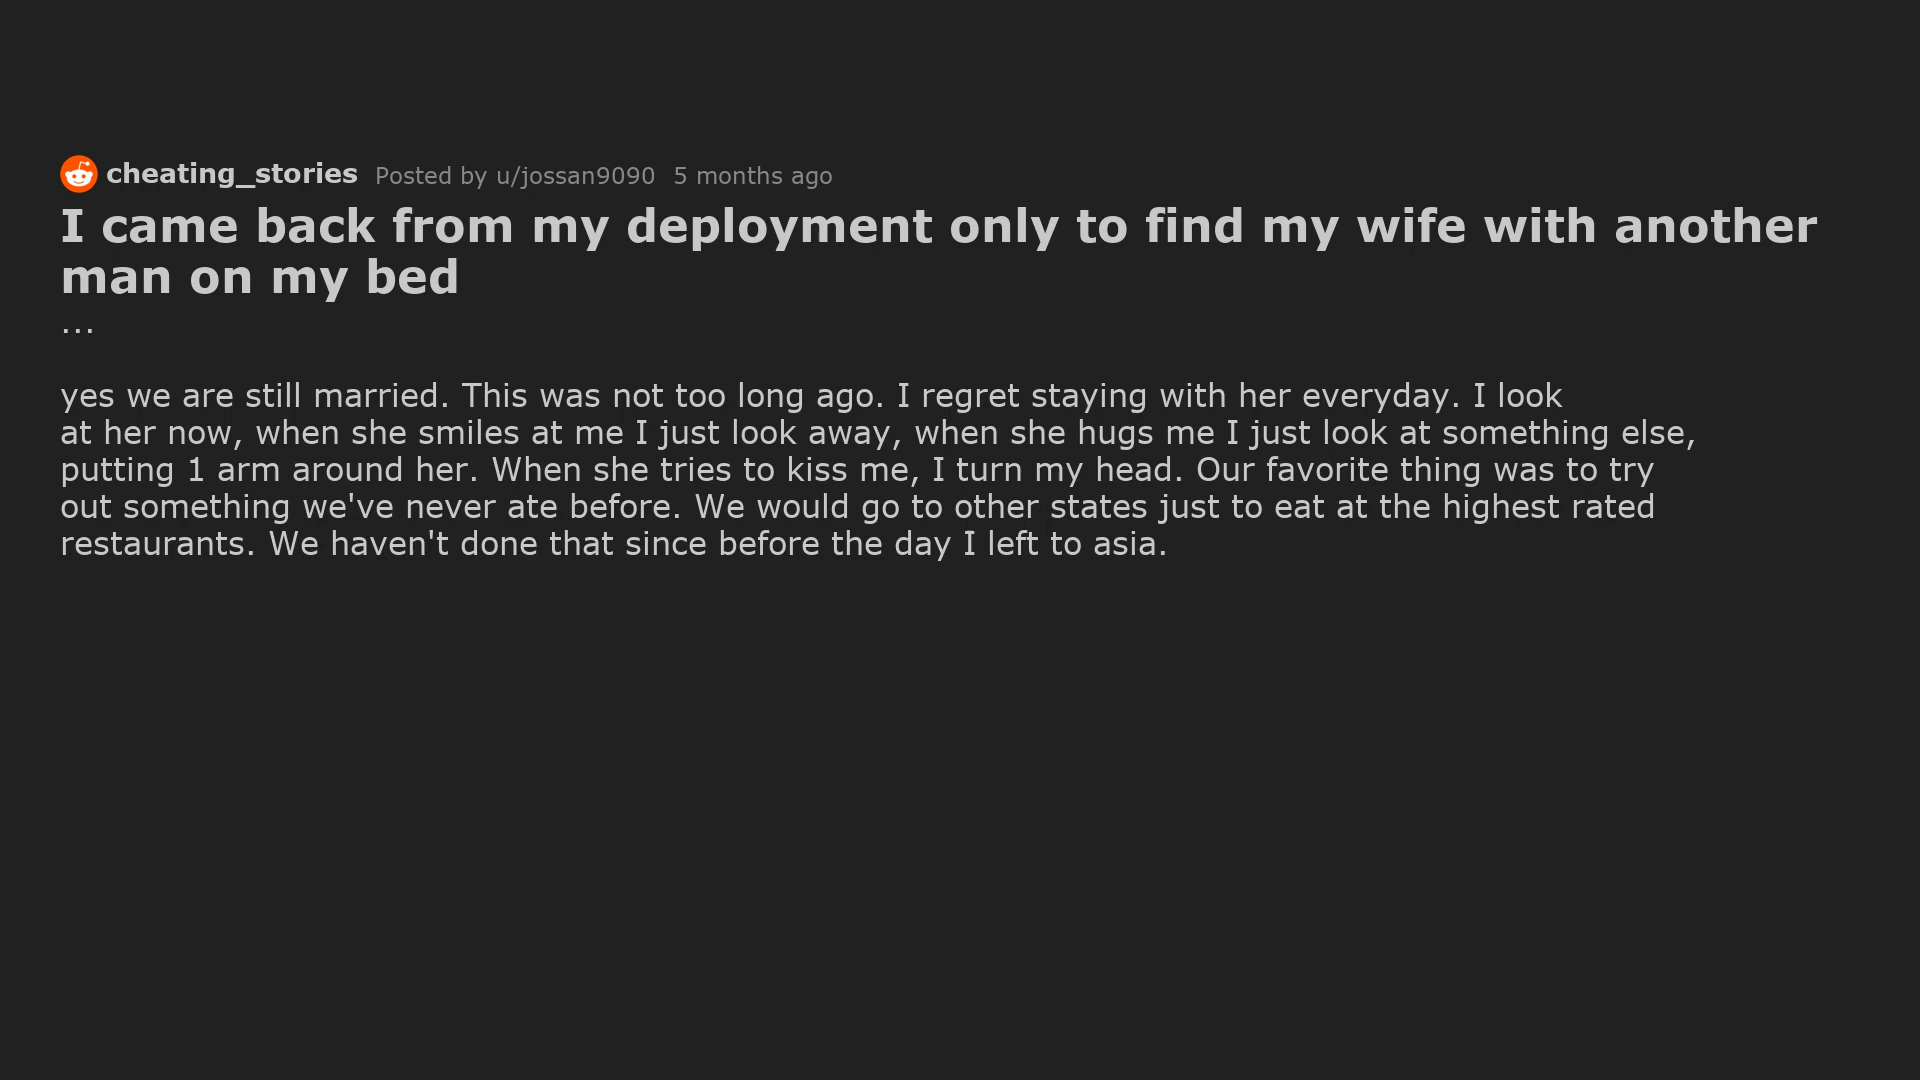 cheating_stories Posted by u/jossan9090 5 months ago
I came back from my deployment only to find my wife with another
man on my bed
...
yes we are still married. This was not too long ago. I regret staying with her everyday. I look
at her now, when she smiles at me I just look away, when she hugs me I just look at something else,
putting 1 arm around her. When she tries to kiss me, I turn my head. Our favorite thing was to try
out something we've never ate before. We would go to other states just to eat at the highest rated
restaurants. We haven't done that since before the day I left to asia.